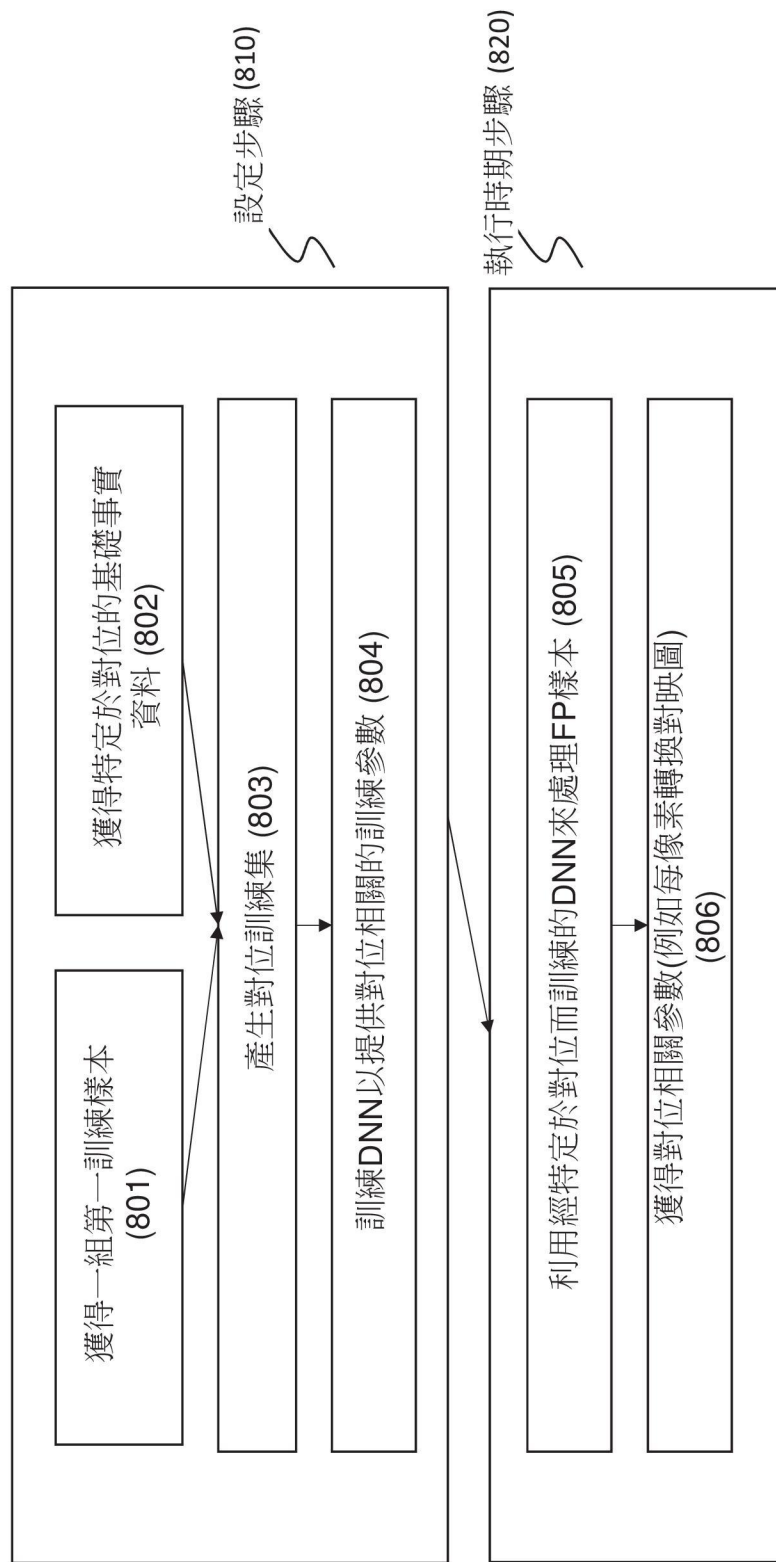 設定步驟 (810)
獲得一組第一訓練樣本
(801)
獲得特定於對位的基礎事實
資料 (802)
產生對位訓練集 (803)
訓練DNN以提供對位相關的訓練參數 (804)
執行時期步驟 (820)
利用經特定於對位而訓練的DNN來處理FP樣本 (805)
獲得對位相關參數(例如每像素轉換對映圖)
(806)